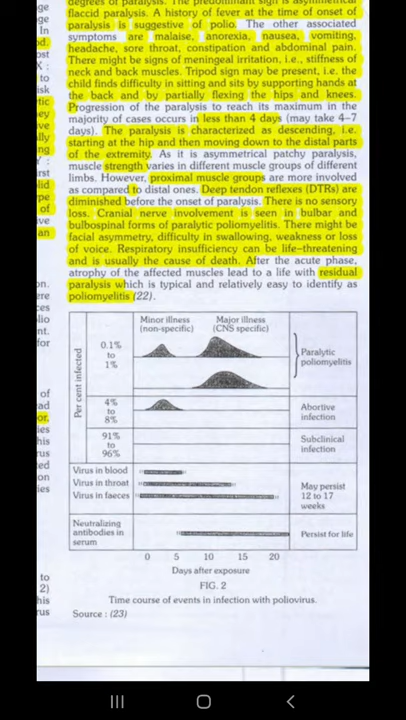 degrees of paralysis. The predominant sign is asymmetrical
flaccid paralysis. A history of fever at the time of onset of
paralysis is suggestive of polio. The other associated
symptoms are malaise, anorexia, nausea, vomiting,
headache, sore throat, constipation and abdominal pain.
There might be signs of meningeal irritation, i.e., stiffness of
neck and back muscles. Tripod sign may be present, i.e. the
child finds difficulty in sitting and sits by supporting hands at
the back and by partially flexing the hips and knees.
Progression of the paralysis to reach its maximum in the
majority of cases occurs in less than 4 days (may take 4–7
days). The paralysis is characterized as descending, i.e.
starting at the hip and then moving down to the distal parts
of the extremity. As it is asymmetrical patchy paralysis,
muscle strength varies in different muscle groups of different
limbs. However, proximal muscle groups are more involved
as compared to distal ones. Deep tendon reflexes (DTRs) are
diminished before the onset of paralysis. There is no sensory
loss. Cranial nerve involvement is seen in bulbar and
bulbospinal forms of paralytic poliomyelitis. There might be
facial asymmetry, difficulty in swallowing, weakness or loss
of voice. Respiratory insufficiency can be life-threatening
and is usually the cause of death. After the acute phase,
atrophy of the affected muscles lead to a life with residual
paralysis which is typical and relatively easy to identify as
poliomyelitis (22).
Minor illness
(non-specific)
Major illness
(CNS specific)
Per cent infected
0.1%
to
1%
Paralytic
poliomyelitis
4%
to
8%
Abortive
infection
91%
to
96%
Subclinical
infection
Virus in blood
Virus in throat
Virus in faeces
May persist
12 to 17
weeks
Neutralizing
antibodies in
serum
Persist for life
0 5 10 15 20
Days after exposure
FIG. 2
Time course of events in infection with poliovirus.
Source : (23)